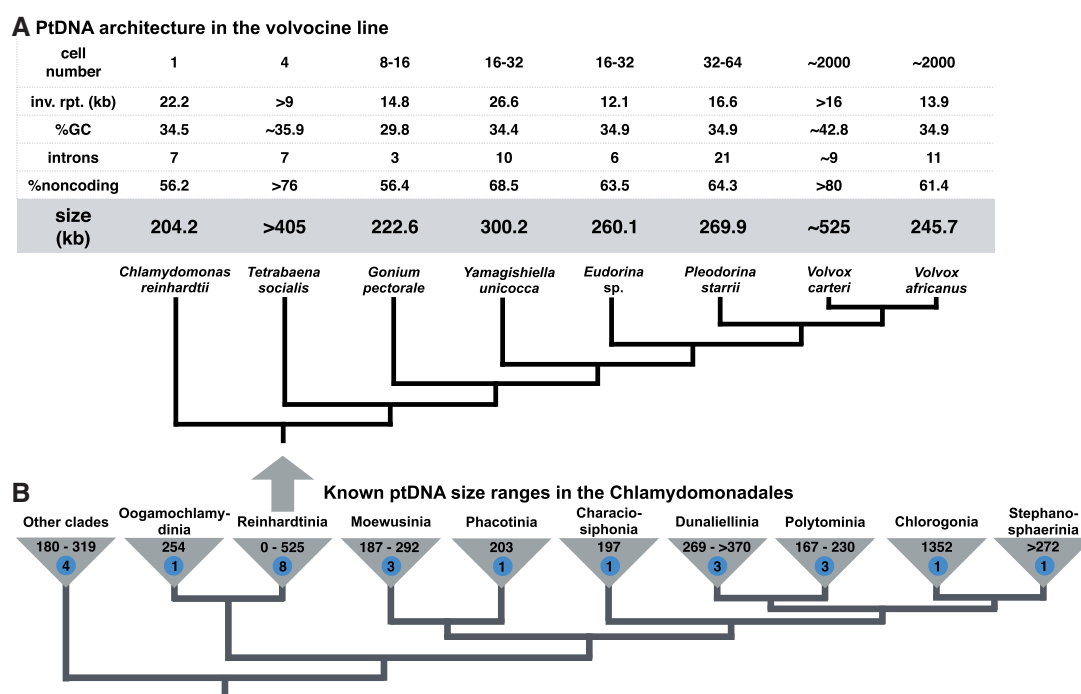 A PtDNA architecture in the volvocine line
cell number 1 4 8-16 16-32 16-32 32-64 ~2000 ~2000
inv. rpt. (kb) 22.2 >9 14.8 26.6 12.1 16.6 >16 13.9
%GC 34.5 ~35.9 29.8 34.4 34.9 34.9 ~42.8 34.9
introns 7 7 3 10 6 21 ~9 11
%noncoding 56.2 >76 56.4 68.5 63.5 64.3 >80 61.4
size (kb) 204.2 >405 222.6 300.2 260.1 269.9 ~525 245.7
Chlamydomonas Tetrabaena Gonium Yamagishiella Eudorina Pleodorina Volvox Volvox
reinhardtii socialis pectorale unicocca sp. starrii carteri africanus
B Known ptDNA size ranges in the Chlamydomonadales
Other clades Oogamochlamy-dinia Reinhardtinia Moewusinia Phacotinia Characio-siphonia Dunaliellinia Polytominia Chlorogonia Stephano-sphaerinia
180 - 319 254 0 - 525 187 - 292 203 197 269 - >370 167 - 230 1352 >272
4 1 8 3 1 1 3 3 1 1